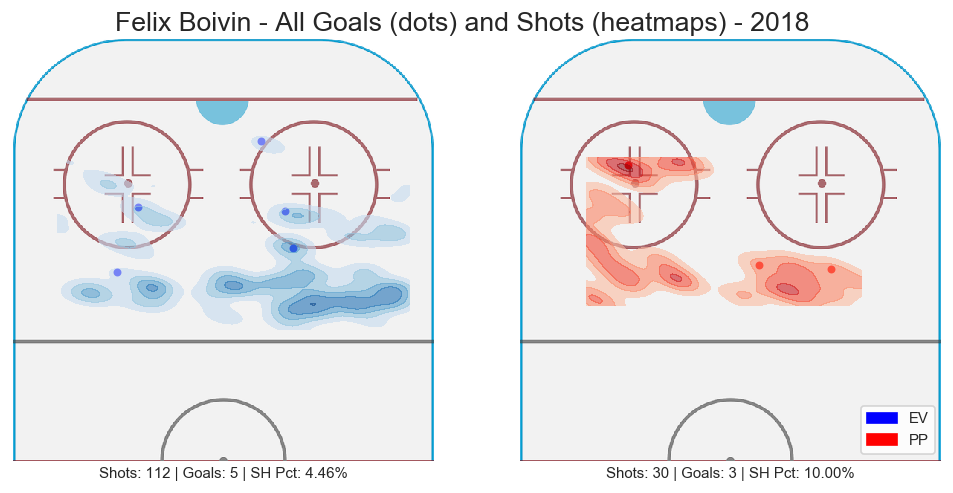 Felix Boivin - All Goals (dots) and Shots (heatmaps) - 2018
EV
PP
Shots: 112 | Goals: 5 | SH Pct: 4.46%
Shots: 30 | Goals: 3 | SH Pct: 10.00%